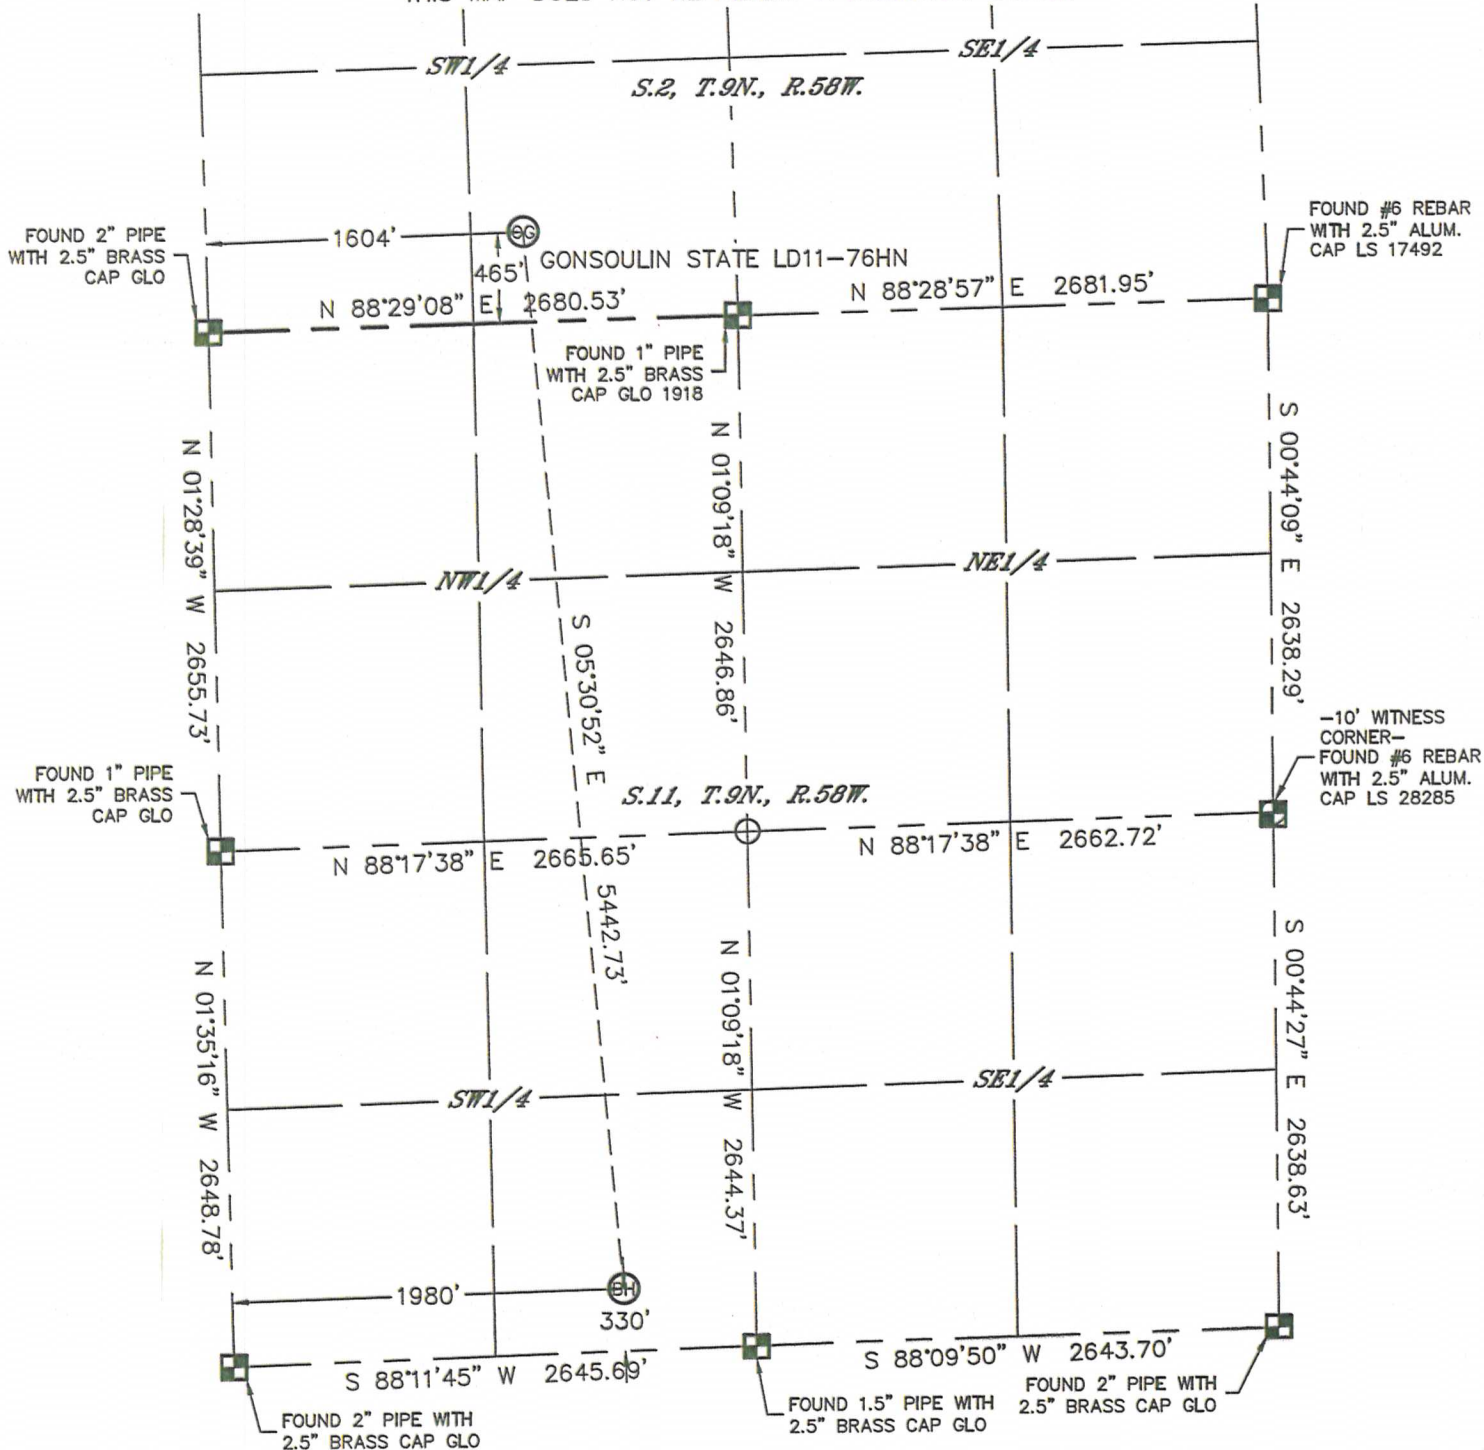 SW1/4
SE1/4
S.2, T.9N., R.58W.
FOUND 2" PIPE
WITH 2.5" BRASS
CAP GLO
1604'
465'
GONSOULIN STATE LD11-76HN
FOUND #6 REBAR
WITH 2.5" ALUM.
CAP LS 17492
N 88°29'08" E 2680.53'
N 88°28'57" E 2681.95'
FOUND 1" PIPE
WITH 2.5" BRASS
CAP GLO 1918
N 01°28'39" W 2655.73'
N 01°09'18" W 2646.86'
S 00°44'09" E 2638.29'
NW1/4
NE1/4
S 05°30'52" E 5442.73'
FOUND 1" PIPE
WITH 2.5" BRASS
CAP GLO
S.11, T.9N., R.58W.
-10' WITNESS
CORNER-
FOUND #6 REBAR
WITH 2.5" ALUM.
CAP LS 28285
N 88°17'38" E 2665.65'
N 88°17'38" E 2662.72'
N 01°35'16" W 2648.78'
N 01°09'18" W 2644.37'
S 00°44'27" E 2638.63'
SW1/4
SE1/4
1980'
BH
330'
S 88°11'45" W 2645.69'
S 88°09'50" W 2643.70'
FOUND 2" PIPE WITH
2.5" BRASS CAP GLO
FOUND 1.5" PIPE WITH
2.5" BRASS CAP GLO
FOUND 2" PIPE WITH
2.5" BRASS CAP GLO